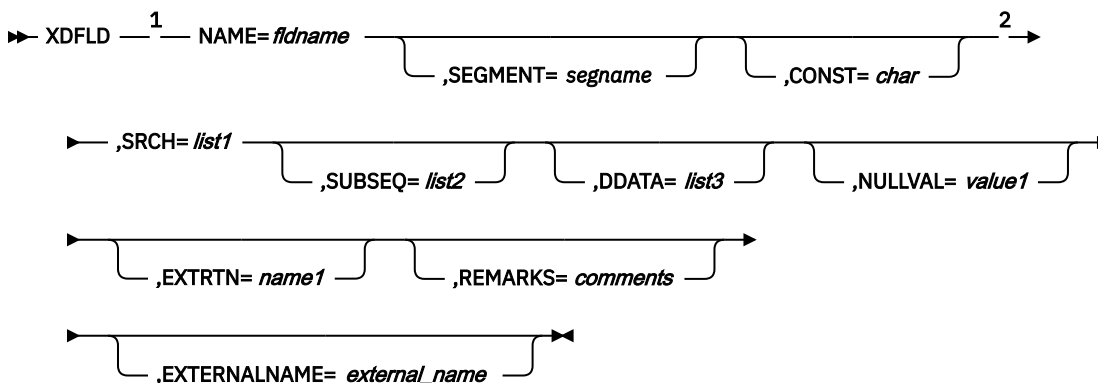 XDFLD 1 NAME= fldname ,SEGMENT= segname ,CONST= char 2
,SRCH= list1 ,SUBSEQ= list2 ,DDATA= list3 ,NULLVAL= value1
,EXTRTN= name1 ,REMARKS= comments
,EXTERNALNAME= external_name